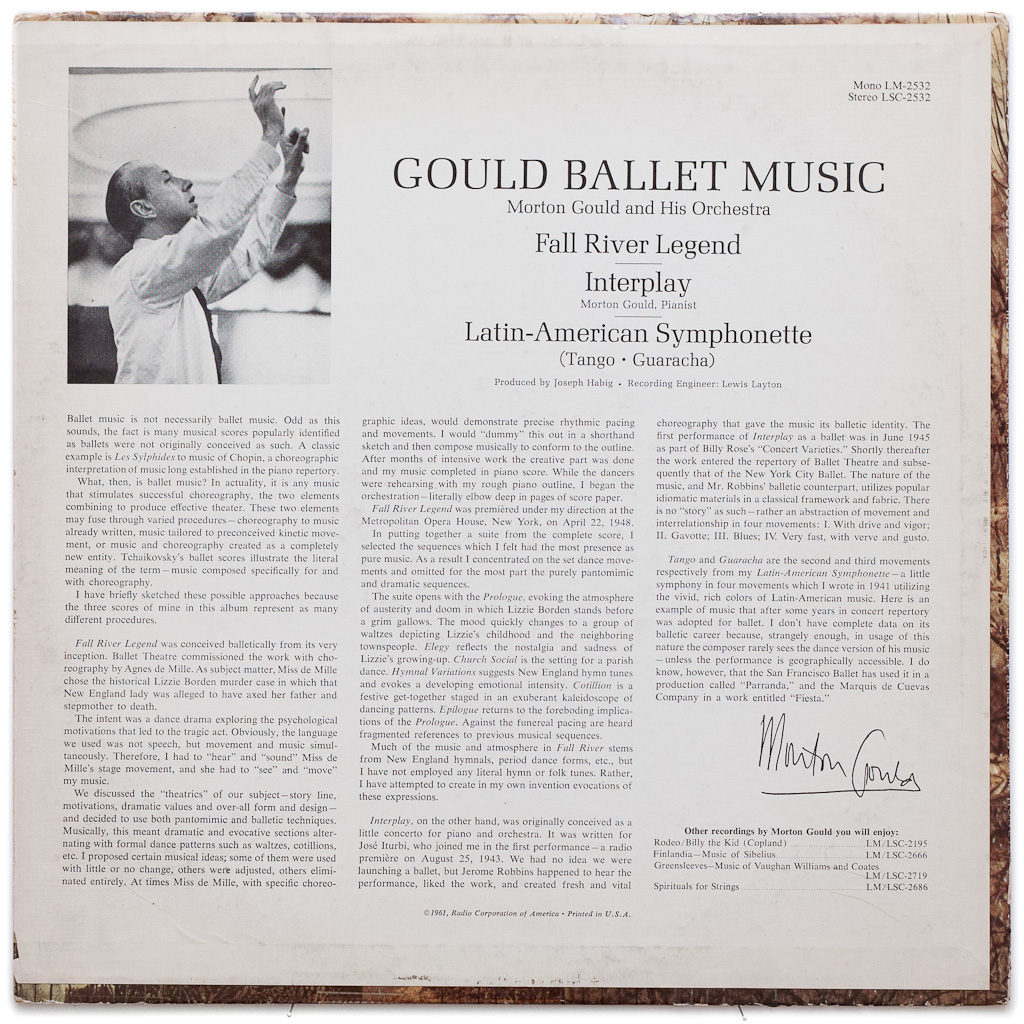 Mono LM-2532
Stereo LSC-2532
GOULD BALLET MUSIC
Morton Gould and His Orchestra
Fall River Legend
Interplay
Morton Gould, Pianist
Latin-American Symphonette
(Tango • Guaracha)
Produced by Joseph Habig • Recording Engineer: Lewis Layton
Ballet music is not necessarily ballet music. Odd as this
sounds, the fact is many musical scores popularly identified
as ballets were not originally conceived as such. A classic
example is Les Sylphides to music of Chopin, a choreographic
interpretation of music long established in the piano repertory.
What, then, is ballet music? In actuality, it is any music
that stimulates successful choreography, the two elements
combining to produce effective theater. These two elements
may fuse through varied procedures—choreography to music
already written, music tailored to preconceived kinetic move-
ment, or music and choreography created as a completely
new entity. Tchaikovsky's ballet scores illustrate the literal
meaning of the term—music composed specifically for and
with choreography.
I have briefly sketched these possible approaches because
the three scores of mine in this album represent as many
different procedures.
Fall River Legend was conceived balletically from its very
inception. Ballet Theatre commissioned the work with cho-
reography by Agnes de Mille. As subject matter, Miss de Mille
chose the historical Lizzie Borden murder case in which that
New England lady was alleged to have axed her father and
stepmother to death.
The intent was a dance drama exploring the psychological
motivations that led to the tragic act. Obviously, the language
we used was not speech, but movement and music simul-
taneously. Therefore, I had to "hear" and "sound" Miss de
Mille's stage movement, and she had to "see" and "move"
my music.
We discussed the "theatrics" of our subject—story line,
motivations, dramatic values and over-all form and design—
and decided to use both pantomimic and balletic techniques.
Musically, this meant dramatic and evocative sections alter-
nating with formal dance patterns such as waltzes, cotillions,
etc. I proposed certain musical ideas; some of them were used
with little or no change, others were adjusted, others elimi-
nated entirely. At times Miss de Mille, with specific choreo-
graphic ideas, would demonstrate precise rhythmic pacing
and movements. I would "dummy" this out in a shorthand
sketch and then compose musically to conform to the outline.
After months of intensive work the creative part was done
and my music completed in piano score. While the dancers
were rehearsing with my rough piano outline, I began the
orchestration—literally elbow deep in pages of score paper.
Fall River Legend was premièred under my direction at the
Metropolitan Opera House, New York, on April 22, 1948.
In putting together a suite from the complete score, I
selected the sequences which I felt had the most presence as
pure music. As a result I concentrated on the set dance move-
ments and omitted for the most part the purely pantomimic
and dramatic sequences.
The suite opens with the Prologue, evoking the atmosphere
of austerity and doom in which Lizzie Borden stands before
a grim gallows. The mood quickly changes to a group of
waltzes depicting Lizzie's childhood and the neighboring
townspeople. Elegy reflects the nostalgia and sadness of
Lizzie's growing-up. Church Social is the setting for a parish
dance. Hymnal Variations suggests New England hymn tunes
and evokes a developing emotional intensity. Cotillion is a
festive get-together staged in an exuberant kaleidoscope of
dancing patterns. Epilogue returns to the foreboding implica-
tions of the Prologue. Against the funereal pacing are heard
fragmented references to previous musical sequences.
Much of the music and atmosphere in Fall River stems
from New England hymnals, period dance forms, etc., but
I have not employed any literal hymn or folk tunes. Rather,
I have attempted to create in my own invention evocations of
these expressions.
Interplay, on the other hand, was originally conceived as a
little concerto for piano and orchestra. It was written for
José Iturbi, who joined me in the first performance—a radio
première on August 25, 1943. We had no idea we were
launching a ballet, but Jerome Robbins happened to hear the
performance, liked the work, and created fresh and vital
choreography that gave the music its balletic identity. The
first performance of Interplay as a ballet was in June 1945
as part of Billy Rose's "Concert Varieties." Shortly thereafter
the work entered the repertory of Ballet Theatre and subse-
quently that of the New York City Ballet. The nature of the
music, and Mr. Robbins' balletic counterpart, utilizes popular
idiomatic materials in a classical framework and fabric. There
is no "story" as such—rather an abstraction of movement and
interrelationship in four movements: I. With drive and vigor;
II. Gavotte; III. Blues; IV. Very fast, with verve and gusto.
Tango and Guaracha are the second and third movements
respectively from my Latin-American Symphonette—a little
symphony in four movements which I wrote in 1941 utilizing
the vivid, rich colors of Latin-American music. Here is an
example of music that after some years in concert repertory
was adopted for ballet. I don't have complete data on its
balletic career because, strangely enough, in usage of this
nature the composer rarely sees the dance version of his music
—unless the performance is geographically accessible. I do
know, however, that the San Francisco Ballet has used it in a
production called "Parranda," and the Marquis de Cuevas
Company in a work entitled "Fiesta."
Morton Gould
Other recordings by Morton Gould you will enjoy:
Rodeo/Billy the Kid (Copland) LM/LSC-2195
Finlandia—Music of Sibelius LM/LSC-2666
Greensleeves—Music of Vaughan Williams and Coates
LM/LSC-2719
Spirituals for Strings LM/LSC-2686
©1961, Radio Corporation of America • Printed in U.S.A.